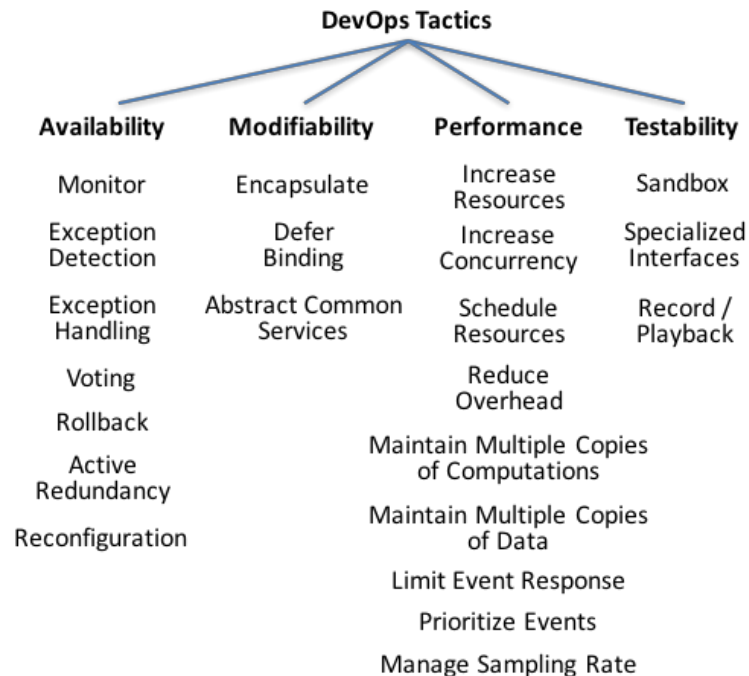 DevOps Tactics
Availability
Monitor
Exception
Detection
Exception
Handling
Voting
Rollback
Active
Redundancy
Reconfiguration
Modifiability
Encapsulate
Defer
Binding
Abstract Common
Services
Performance
Increase
Resources
Increase
Concurrency
Schedule
Resources
Reduce
Overhead
Maintain Multiple Copies
of Computations
Maintain Multiple Copies
of Data
Limit Event Response
Prioritize Events
Manage Sampling Rate
Testability
Sandbox
Specialized
Interfaces
Record /
Playback